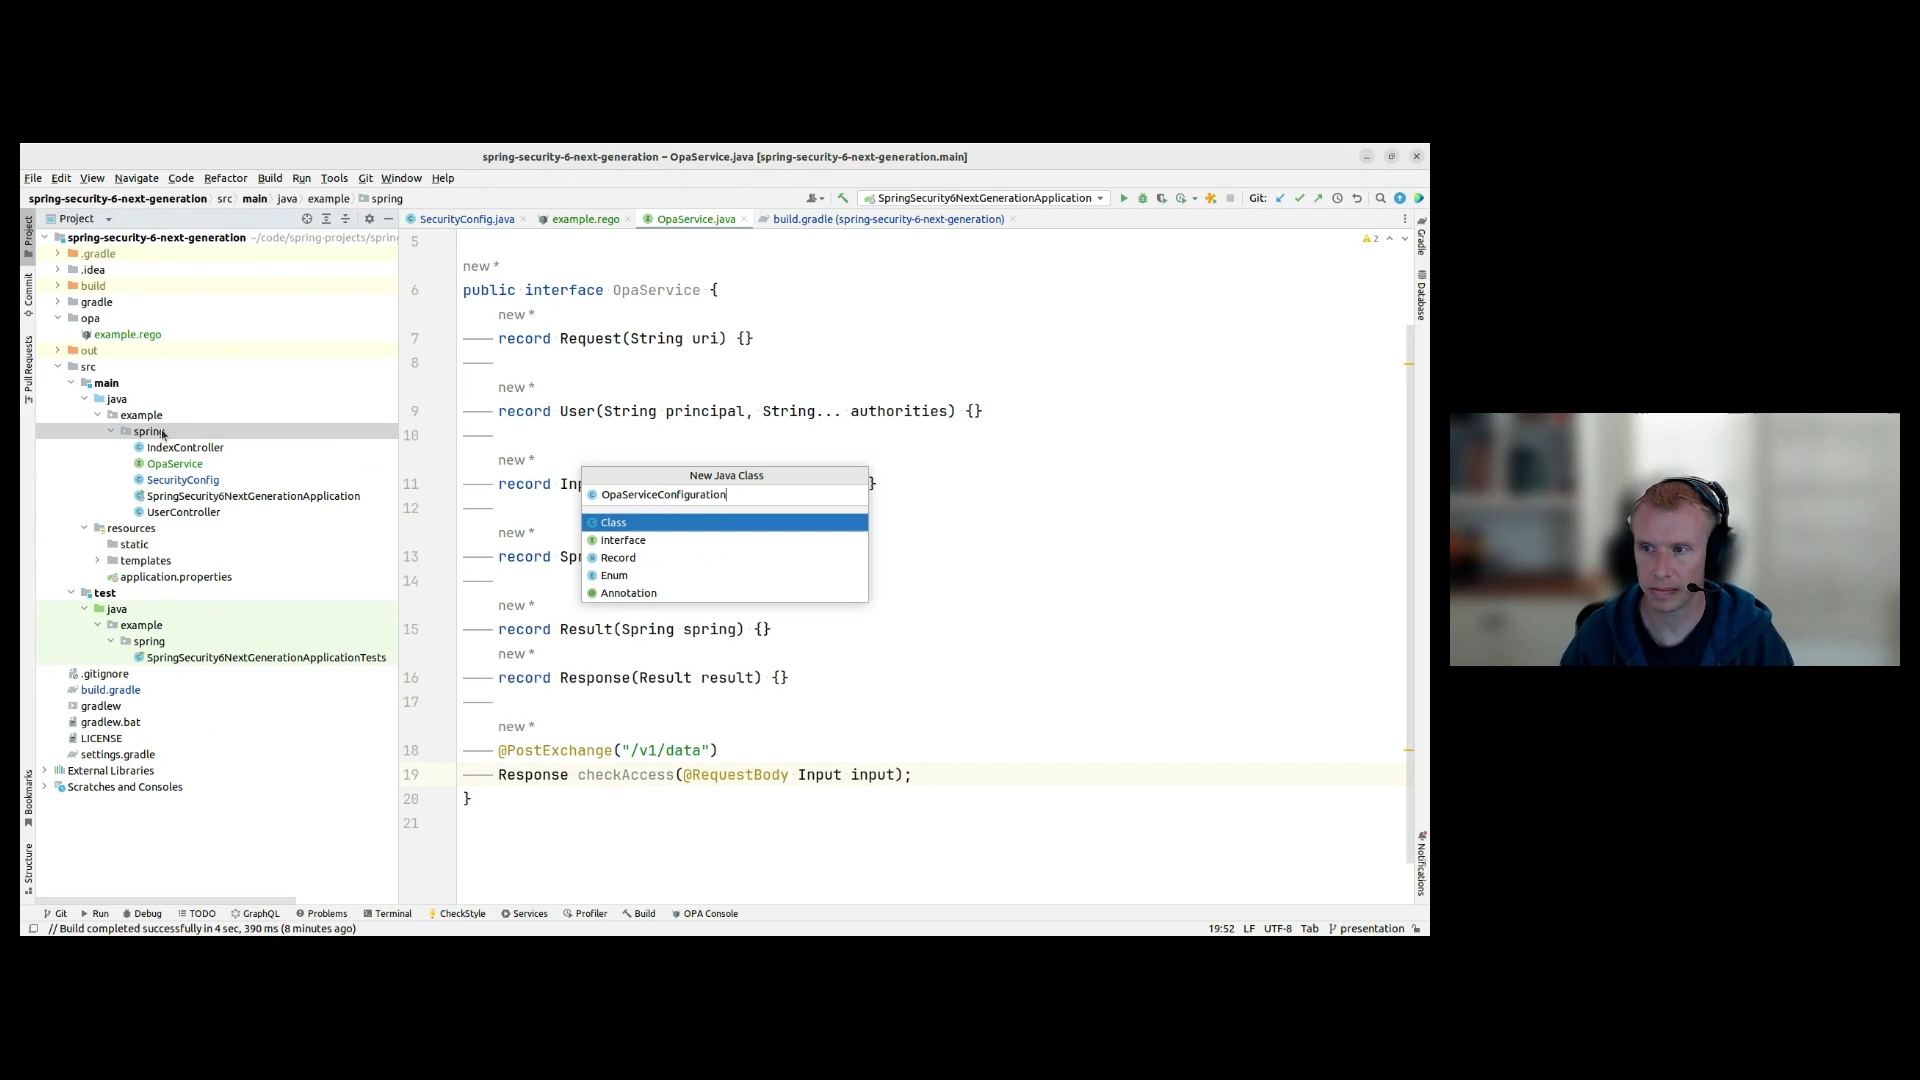 spring-security-6-next-generation – OpaService.java [spring-security-6-next-generation.main]
File Edit View Navigate Code Refactor Build Run Tools Git Window Help
spring-security-6-next-generation src main java example spring
SpringSecurity6NextGenerationApplication
Git:
Project
SecurityConfig.java
example.rego
OpaService.java
build.gradle (spring-security-6-next-generation)
Project
Commit
Pull Requests
Bookmarks
Structure
spring-security-6-next-generation ~/code/spring-projects/spring
.gradle
.idea
build
gradle
opa
example.rego
out
src
main
java
example
spring
IndexController
OpaService
SecurityConfig
SpringSecurity6NextGenerationApplication
UserController
resources
static
templates
application.properties
test
java
example
spring
SpringSecurity6NextGenerationApplicationTests
.gitignore
build.gradle
gradlew
gradlew.bat
LICENSE
settings.gradle
External Libraries
Scratches and Consoles
5
new *
6 public interface OpaService {
new *
7 record Request(String uri) {}
8
new *
9 record User(String principal, String... authorities) {}
10
new *
11 record Inp }
12
new *
13 record Spr
14
new *
15 record Result(Spring spring) {}
new *
16 record Response(Result result) {}
17
new *
18 @PostExchange("/v1/data")
19 Response checkAccess(@RequestBody Input input);
20 }
21
2
New Java Class
OpaServiceConfiguration
Class
Interface
Record
Enum
Annotation
Gradle
Database
Notifications
Git Run Debug TODO GraphQL Problems Terminal CheckStyle Services Profiler Build OPA Console
// Build completed successfully in 4 sec, 390 ms (8 minutes ago)
19:52 LF UTF-8 Tab presentation